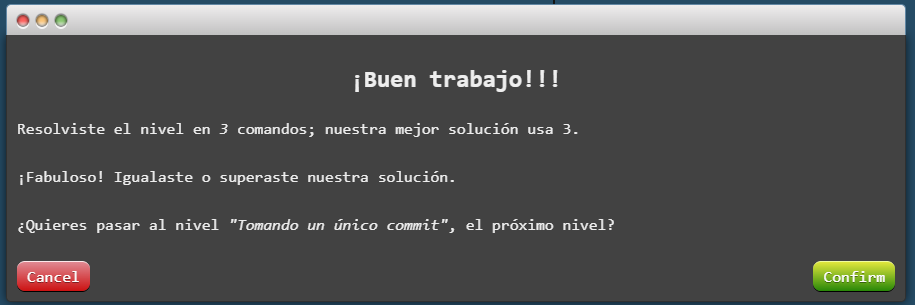 ¡Buen trabajo!!!
Resolviste el nivel en 3 comandos; nuestra mejor solución usa 3.
¡Fabuloso! Igualaste o superaste nuestra solución.
¿Quieres pasar al nivel "Tomando un único commit", el próximo nivel?
Cancel
Confirm